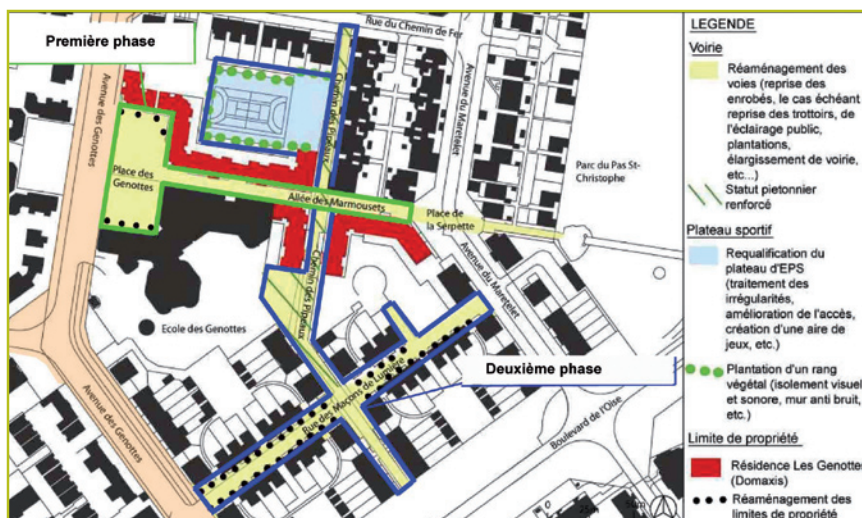 Première phase
Avenue des Genottes
Rue du Chemin de Fer
Chemin des Pipeaux
Avenue du Maretelet
Parc du Pas St-
Christophe
Place des
Genottes
Allée des Marmousets
Place de
la Serpette
Chemin des Pipeaux
Avenue du Maretelet
Ecole des Genottes
Deuxième phase
Rue des Maçons de Lumière
Avenue des Genottes
Boulevard de l'Oise
25m
50m
LEGENDE
Voirie
Réaménagement des
voies (reprise des
enrobés, le cas échéant
reprise des trottoirs, de
l'éclairage public,
plantations,
élargissement de voirie,
etc...)
Statut pietonnier
renforcé
Plateau sportif
Requalification du
plateau d'EPS
(traitement des
irrégularités,
amélioration de l'accès,
création d'une aire de
jeux, etc.)
Plantation d'un rang
végétal (isolement visuel
et sonore, mur anti bruit,
etc.)
Limite de propriété
Résidence Les Genottes
(Domaxis)
Réaménagement des
limites de propriété